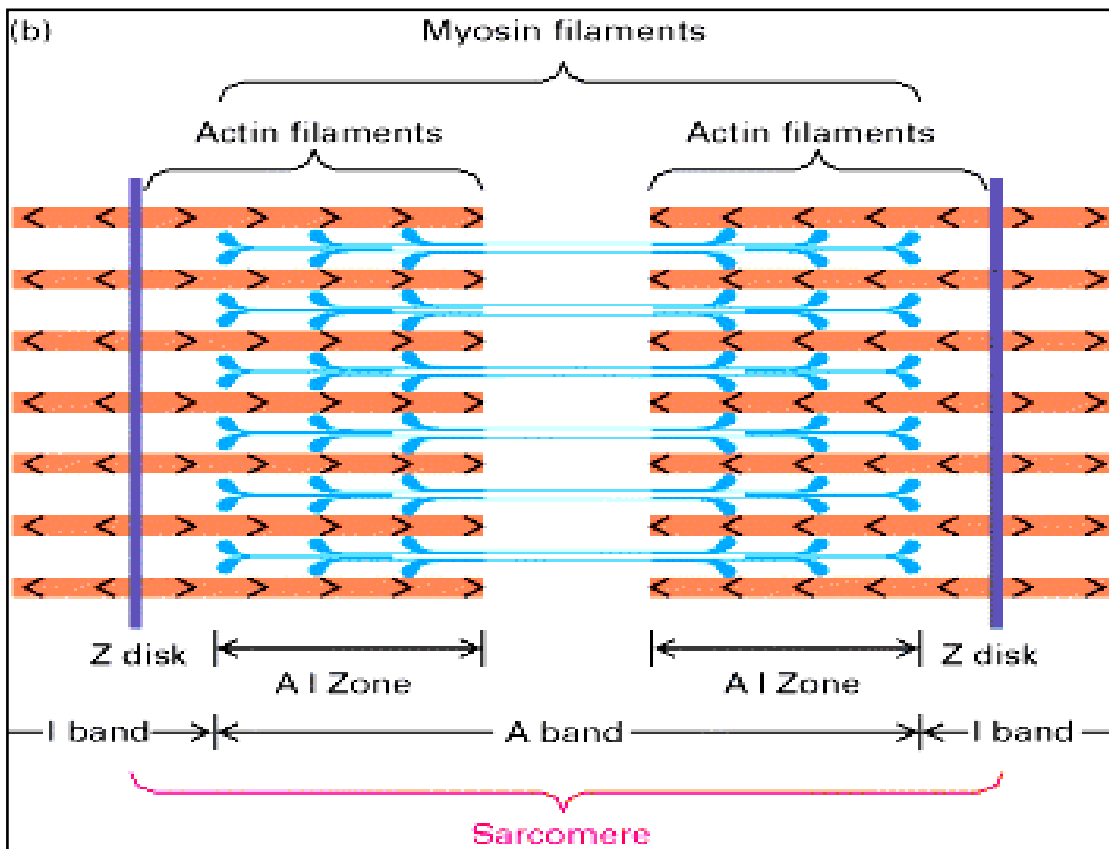 (b)
Myosin filaments
Actin filaments Actin filaments
Z disk Z disk
A I Zone A I Zone
I band A band I band
Sarcomere